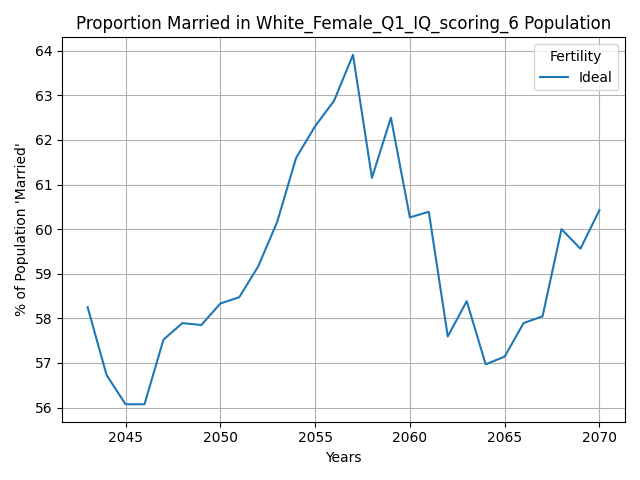 Proportion Married in White_Female_Q1_IQ_scoring_6 Population
Fertility
Ideal
% of Population 'Married'
64
63
62
61
60
59
58
57
56
2045 2050 2055 2060 2065 2070
Years